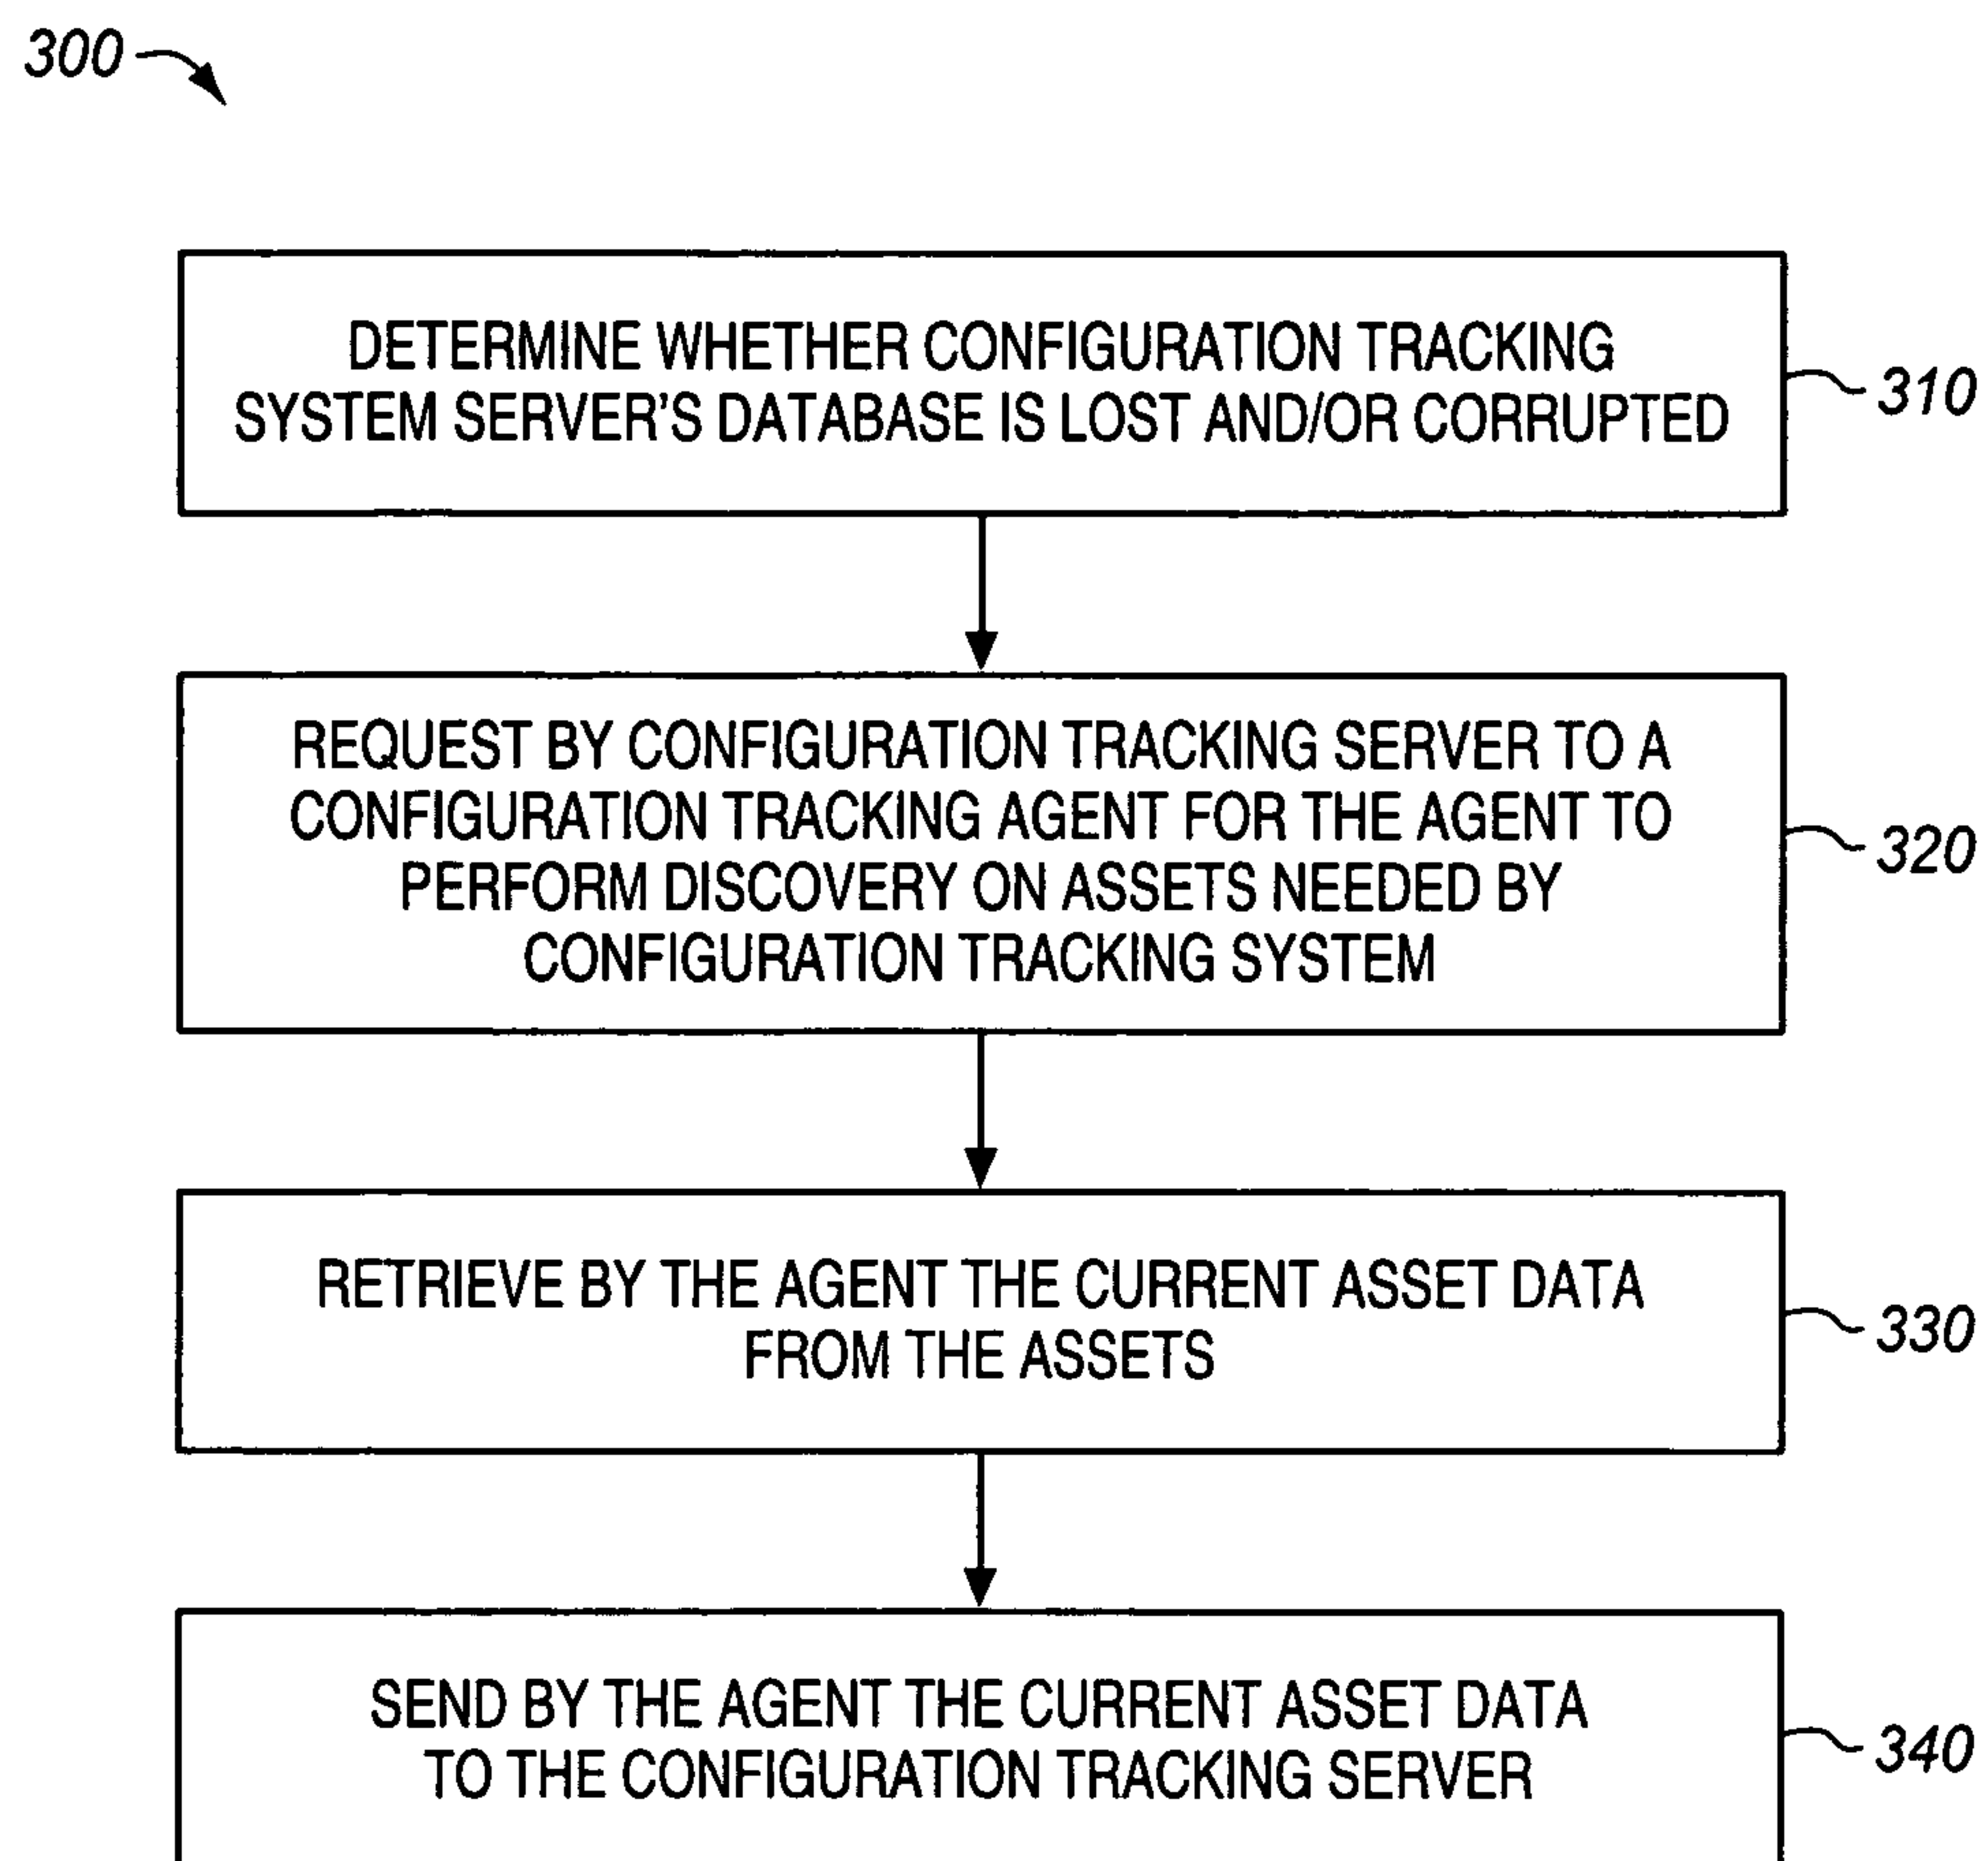 300
DETERMINE WHETHER CONFIGURATION TRACKING
SYSTEM SERVER'S DATABASE IS LOST AND/OR CORRUPTED
310
REQUEST BY CONFIGURATION TRACKING SERVER TO A
CONFIGURATION TRACKING AGENT FOR THE AGENT TO
PERFORM DISCOVERY ON ASSETS NEEDED BY
CONFIGURATION TRACKING SYSTEM
320
RETRIEVE BY THE AGENT THE CURRENT ASSET DATA
FROM THE ASSETS
330
SEND BY THE AGENT THE CURRENT ASSET DATA
TO THE CONFIGURATION TRACKING SERVER
340